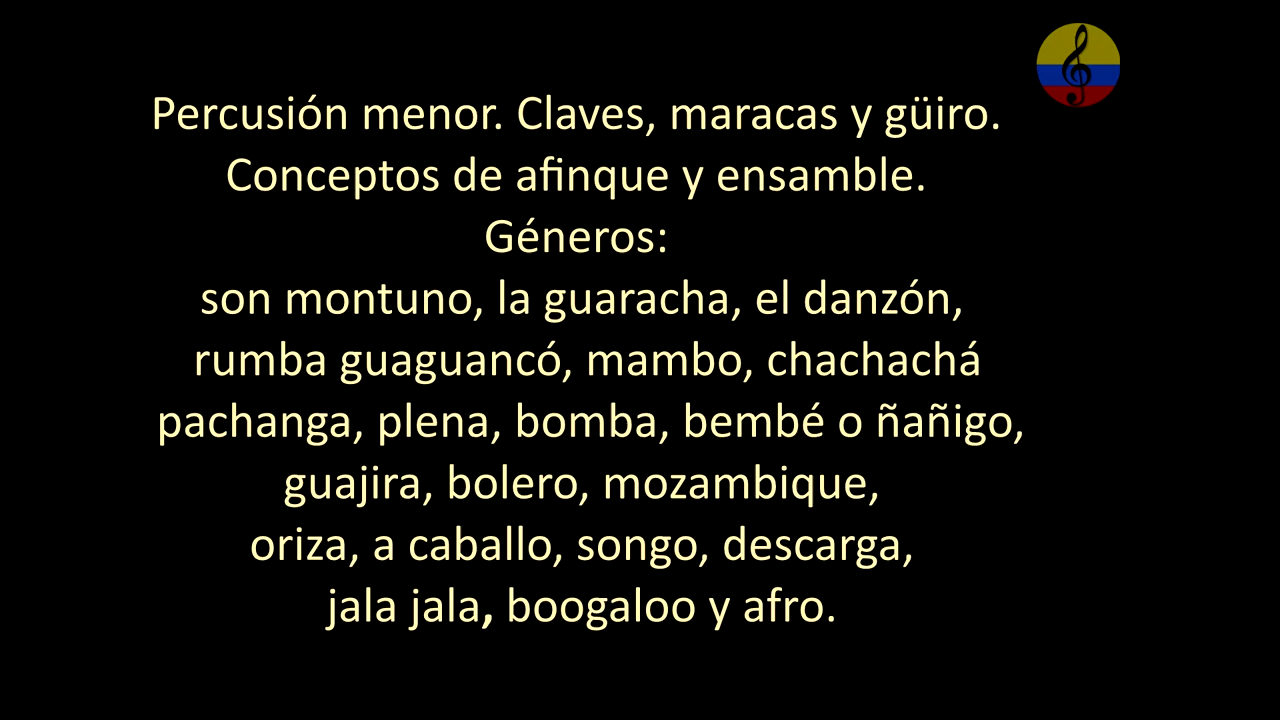 Percusión menor. Claves, maracas y güiro.
Conceptos de afinque y ensamble.
Géneros:
son montuno, la guaracha, el danzón,
rumba guaguancó, mambo, chachachá
pachanga, plena, bomba, bembé o ñañigo,
guajira, bolero, mozambique,
oriza, a caballo, songo, descarga,
jala jala, boogaloo y afro.